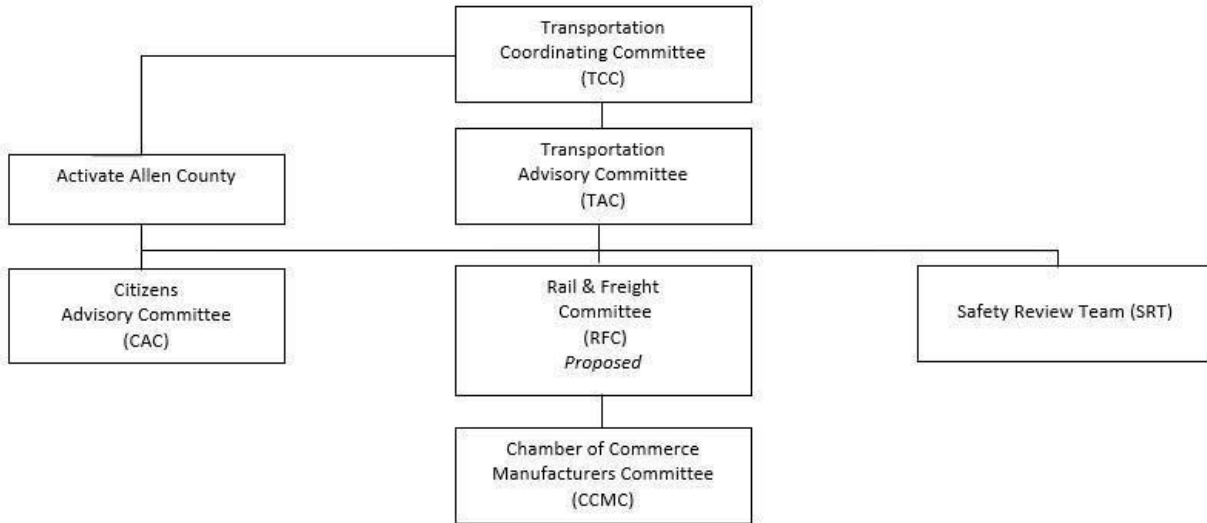 Transportation
Coordinating Committee
(TCC)
Transportation
Advisory Committee
(TAC)
Activate Allen County
Citizens
Advisory Committee
(CAC)
Rail & Freight
Committee
(RFC)
Proposed
Safety Review Team (SRT)
Chamber of Commerce
Manufacturers Committee
(CCMC)